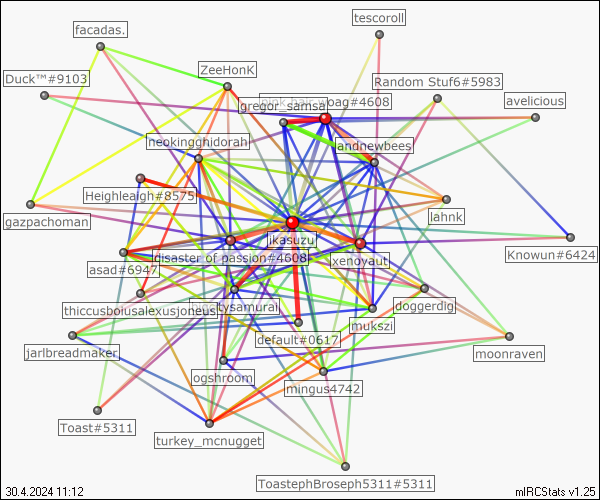 tescoroll
facadas.
ZeeHonK
Duck™#9103
Random Stuf6#5983
gregor_samsa
oag#4608
avelicious
neokingghidorah
andnewbees
Heighleaigh#8575
lahnk
gazpachoman
jkasuzu
Knowun#6424
disaster of passion#4608
xenoyaut
asad#6947
thiccusboiusalexusjoneus
tysamurai
doggerdig
mukszi
default#0617
jarlbreadmaker
moonraven
ogshroom
mingus4742
Toast#5311
turkey_mcnugget
ToastephBroseph5311#5311
30.4.2024 11:12
mIRCStats v1.25